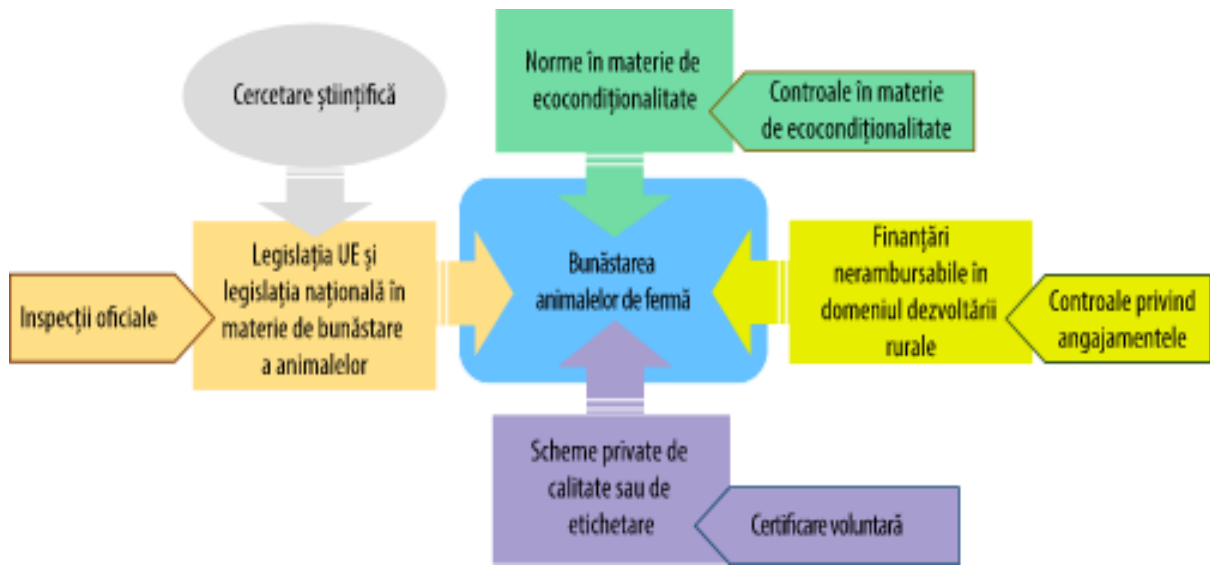 Cercetare științifică
Norme în materie de
ecocondiționalitate
Controale în materie
de ecocondiționalitate
Inspecții oficiale
Legislația UE și
legislația națională în
materie de bunăstare
a animalelor
Bunăstarea
animalelor de fermă
Finanțări
nerambursabile în
domeniul dezvoltării
rurale
Controale privind
angajamentele
Scheme private de
calitate sau de
etichetare
Certificare voluntară